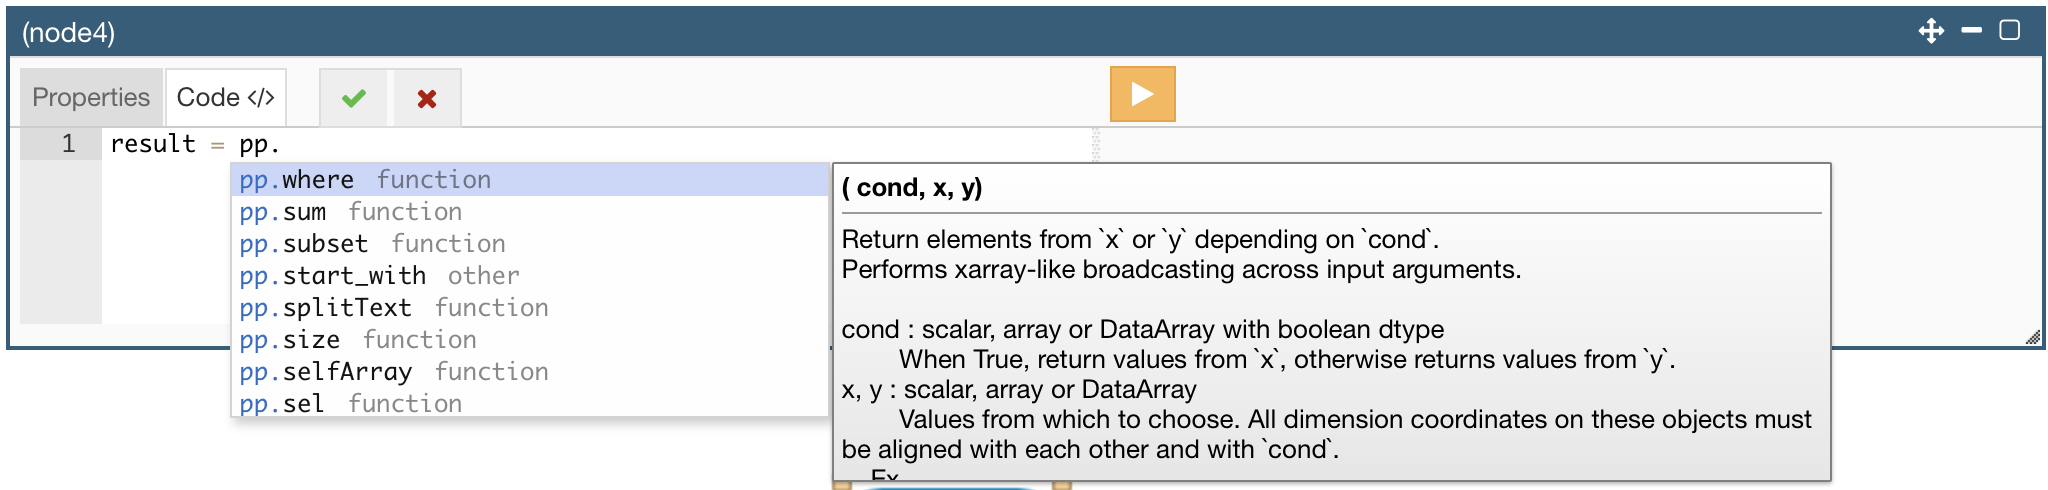 (node4)
Properties Code </>
1 result = pp.
pp.where function
pp.sum function
pp.subset function
pp.start_with other
pp.splitText function
pp.size function
pp.selfArray function
pp.sel function
( cond, x, y)
Return elements from `x` or `y` depending on `cond`.
Performs xarray-like broadcasting across input arguments.
cond : scalar, array or DataArray with boolean dtype
When True, return values from `x`, otherwise returns values from `y`.
x, y : scalar, array or DataArray
Values from which to choose. All dimension coordinates on these objects must
be aligned with each other and with `cond`.